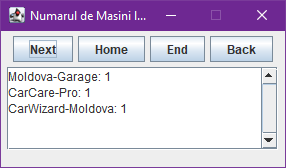 Numarul de Masini I...
Next Home End Back
Moldova-Garage: 1
CarCare-Pro: 1
CarWizard-Moldova: 1